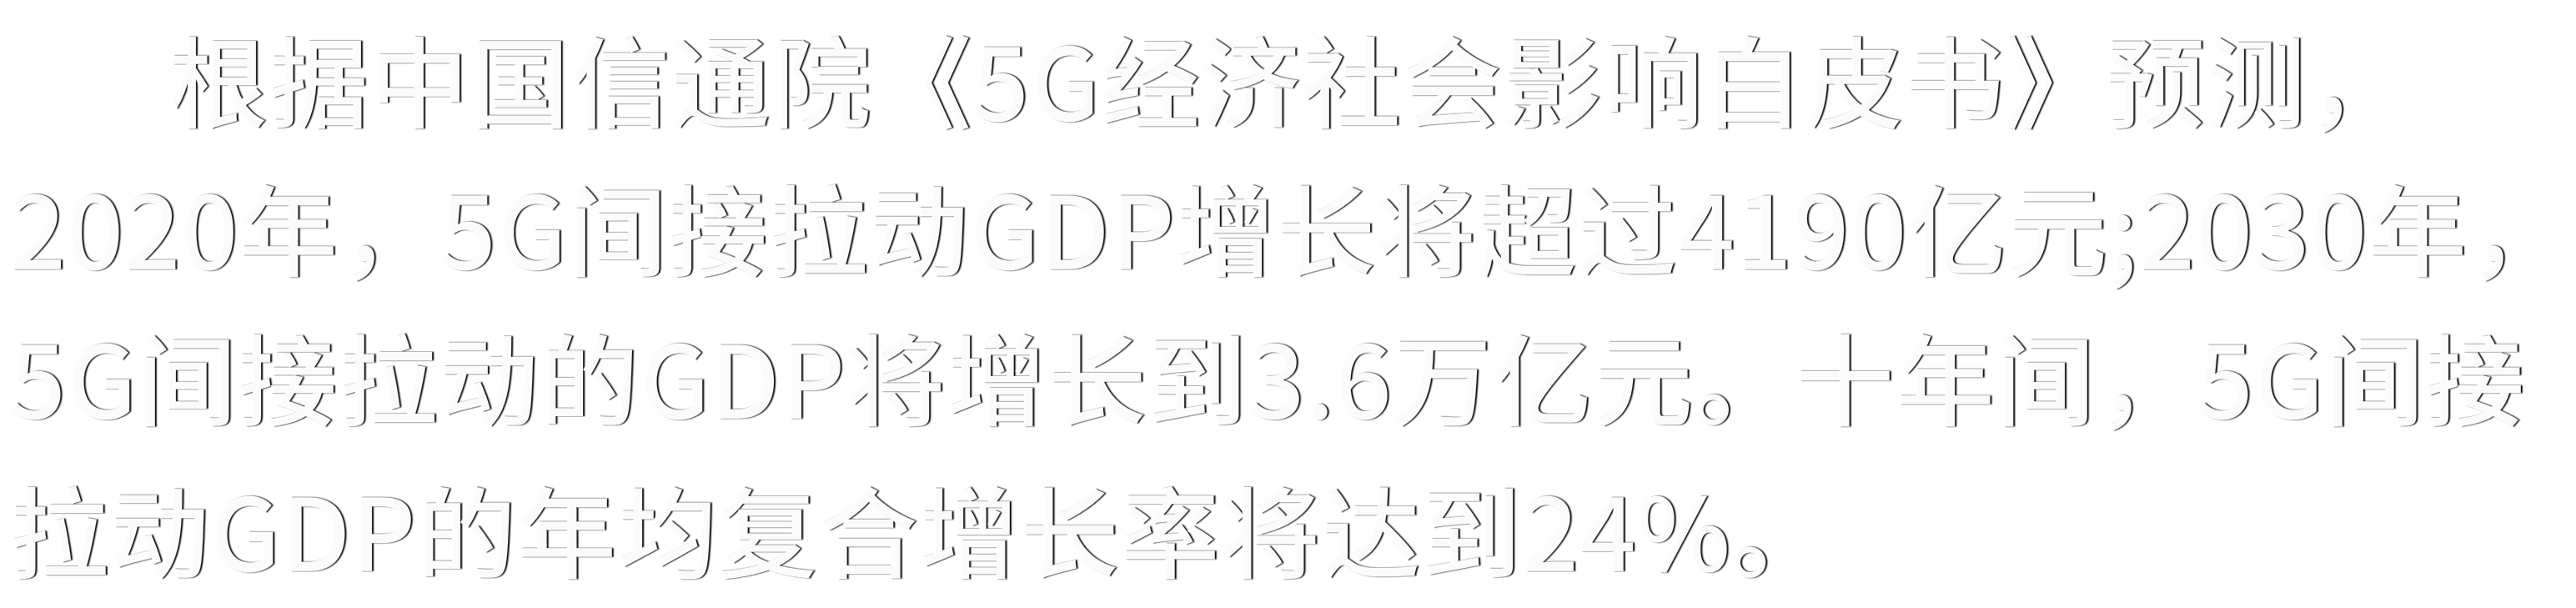 根据中国信通院《5G经济社会影响白皮书》预测，
2020年，5G间接拉动GDP增长将超过4190亿元;2030年，
5G间接拉动的GDP将增长到3.6万亿元。十年间，5G间接
拉动GDP的年均复合增长率将达到24%。